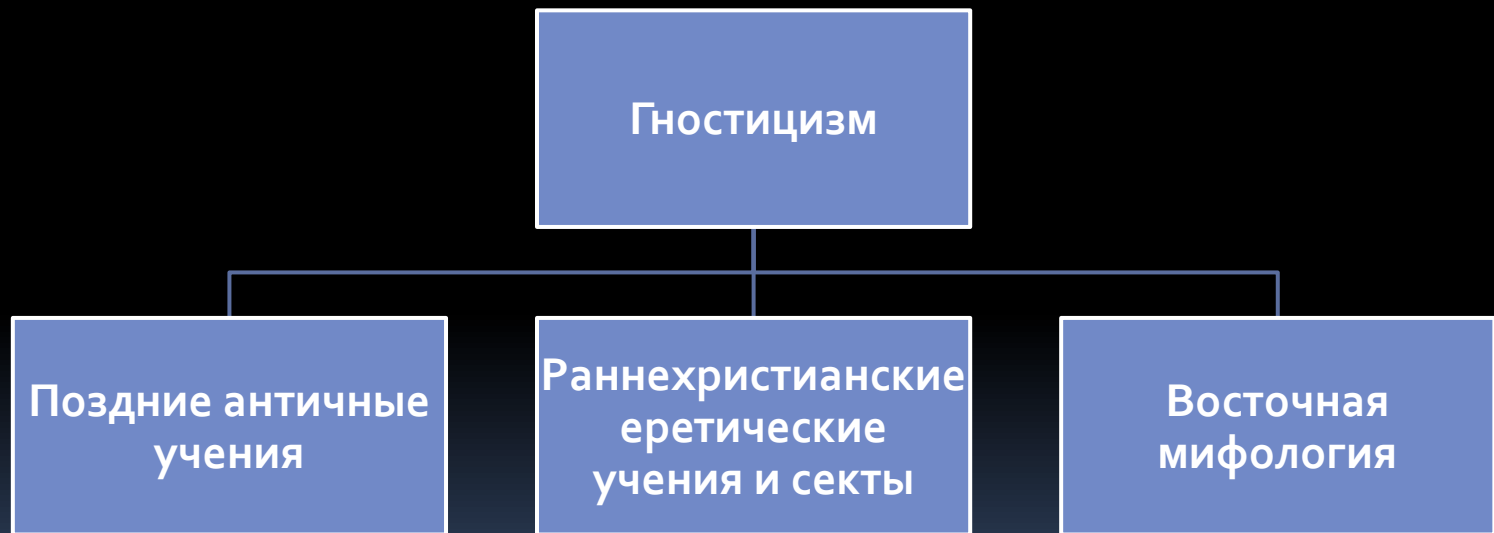 Гностицизм
Поздние античные
учения
Раннехристианские
еретические
учения и секты
Восточная
мифология